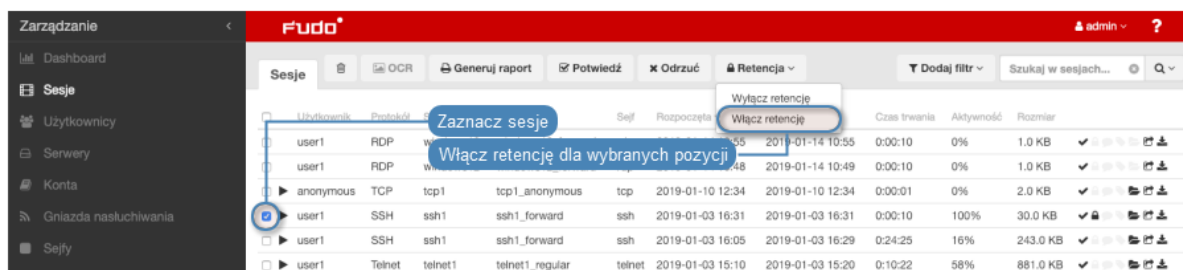 Zarządzanie
FUDO
admin
?
Dashboard
Sesje
Użytkownicy
Serwery
Konta
Gniazda nasłuchiwania
Sejfy
Sesje
OCR
Generuj raport
Potwiedź
Odrzuć
Retencja
Dodaj filtr
Szukaj w sesjach...
Wyłącz retencję
Włącz retencję
Zaznacz sesje
Włącz retencję dla wybranych pozycji
Użytkownik Protokół Sejf Rozpoczęta Czas trwania Aktywność Rozmiar
user1 RDP 2019-01-14 10:55 0:00:10 0% 1.0 KB
user1 RDP 2019-01-14 10:49 0:00:10 0% 1.0 KB
anonymous TCP tcp1 tcp1_anonymous tcp 2019-01-10 12:34 2019-01-10 12:34 0:00:01 0% 2.0 KB
user1 SSH ssh1 ssh1_forward ssh 2019-01-03 16:31 2019-01-03 16:31 0:00:10 100% 30.0 KB
user1 SSH ssh1 ssh1_forward ssh 2019-01-03 16:05 2019-01-03 16:29 0:24:25 16% 243.0 KB
user1 Telnet telnet1 telnet1_regular telnet 2019-01-03 15:10 2019-01-03 15:20 0:10:22 58% 881.0 KB